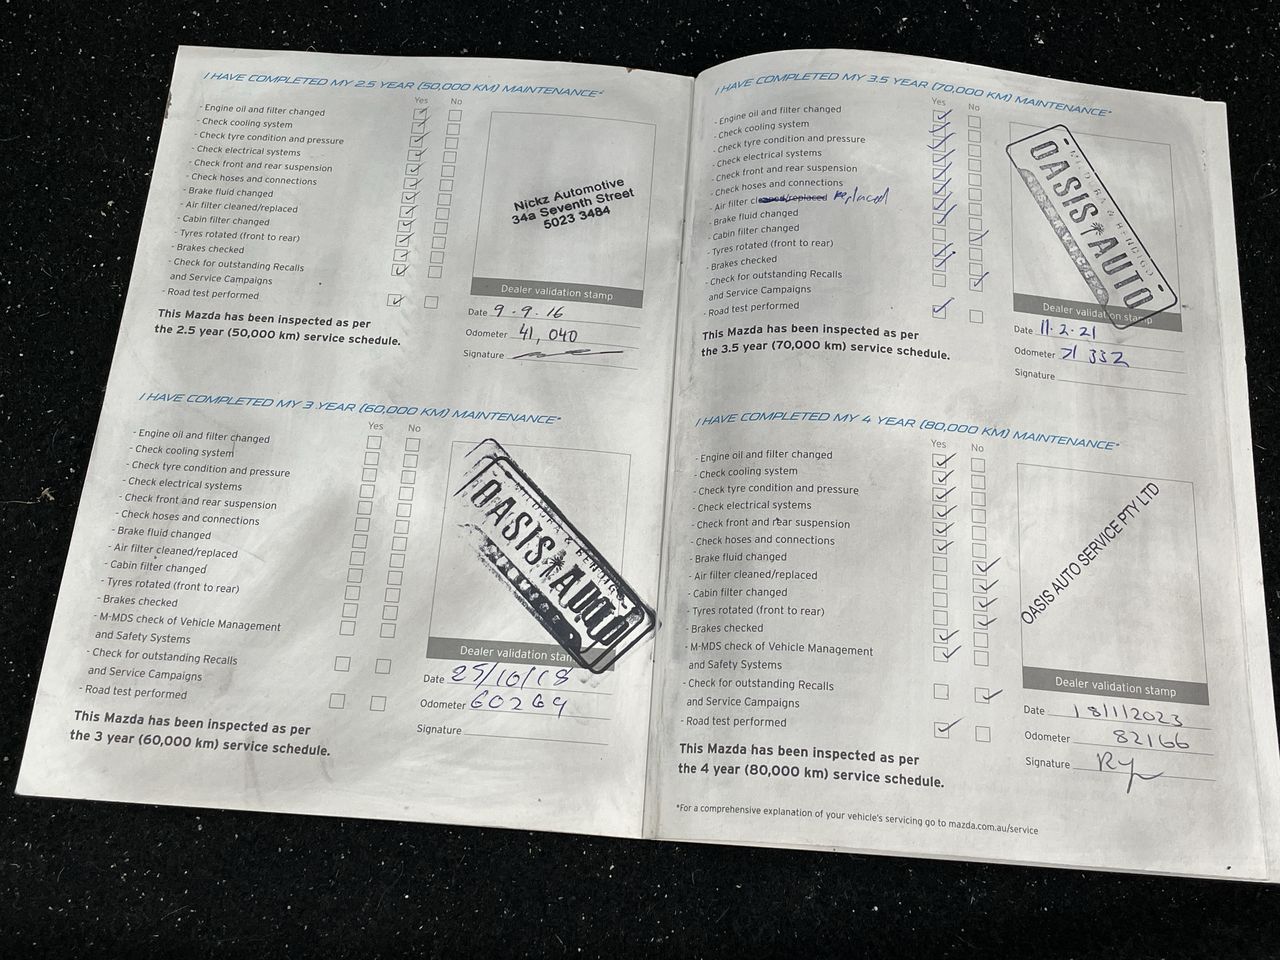 I HAVE COMPLETED MY 2.5 YEAR (50,000 KM) MAINTENANCE*
Yes No
- Engine oil and filter changed
- Check cooling system
- Check tyre condition and pressure
- Check electrical systems
- Check front and rear suspension
- Check hoses and connections
- Brake fluid changed
- Air filter cleaned/replaced
- Cabin filter changed
- Tyres rotated (front to rear)
- Brakes checked
- Check for outstanding Recalls
and Service Campaigns
- Road test performed
This Mazda has been inspected as per
the 2.5 year (50,000 km) service schedule.
Nickz Automotive
34a Seventh Street
5023 3484
Dealer validation stamp
Date 9.9.16
Odometer 41,040
Signature
I HAVE COMPLETED MY 3 YEAR (60,000 KM) MAINTENANCE*
Yes No
- Engine oil and filter changed
- Check cooling system
- Check tyre condition and pressure
- Check electrical systems
- Check front and rear suspension
- Check hoses and connections
- Brake fluid changed
- Air filter cleaned/replaced
- Cabin filter changed
- Tyres rotated (front to rear)
- Brakes checked
- M-MDS check of Vehicle Management
and Safety Systems
- Check for outstanding Recalls
and Service Campaigns
- Road test performed
This Mazda has been inspected as per
the 3 year (60,000 km) service schedule.
MILDURA & BENDIGO
OASIS AUTO
Dealer validation stamp
Date 25/10/18
Odometer 60269
Signature
I HAVE COMPLETED MY 3.5 YEAR (70,000 KM) MAINTENANCE*
Yes No
- Engine oil and filter changed
- Check cooling system
- Check tyre condition and pressure
- Check electrical systems
- Check front and rear suspension
- Check hoses and connections
- Air filter cleaned/replaced Replaced
- Brake fluid changed
- Cabin filter changed
- Tyres rotated (front to rear)
- Brakes checked
- Check for outstanding Recalls
and Service Campaigns
- Road test performed
This Mazda has been inspected as per
the 3.5 year (70,000 km) service schedule.
MILDURA & BENDIGO
OASIS AUTO
Dealer validation stamp
Date 11.2.21
Odometer 71 332
Signature
I HAVE COMPLETED MY 4 YEAR (80,000 KM) MAINTENANCE*
Yes No
- Engine oil and filter changed
- Check cooling system
- Check tyre condition and pressure
- Check electrical systems
- Check front and rear suspension
- Check hoses and connections
- Brake fluid changed
- Air filter cleaned/replaced
- Cabin filter changed
- Tyres rotated (front to rear)
- Brakes checked
- M-MDS check of Vehicle Management
and Safety Systems
- Check for outstanding Recalls
and Service Campaigns
- Road test performed
This Mazda has been inspected as per
the 4 year (80,000 km) service schedule.
OASIS AUTO SERVICE PTY LTD
Dealer validation stamp
Date 18/1/2023
Odometer 82166
Signature
*For a comprehensive explanation of your vehicle's servicing go to mazda.com.au/service